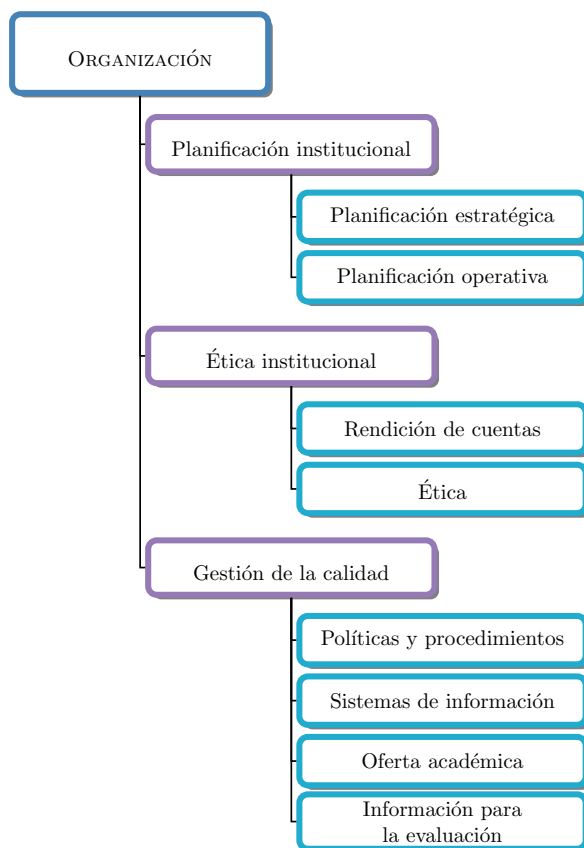 ORGANIZACIÓN
Planificación institucional
Planificación estratégica
Planificación operativa
Ética institucional
Rendición de cuentas
Ética
Gestión de la calidad
Políticas y procedimientos
Sistemas de información
Oferta académica
Información para
la evaluación